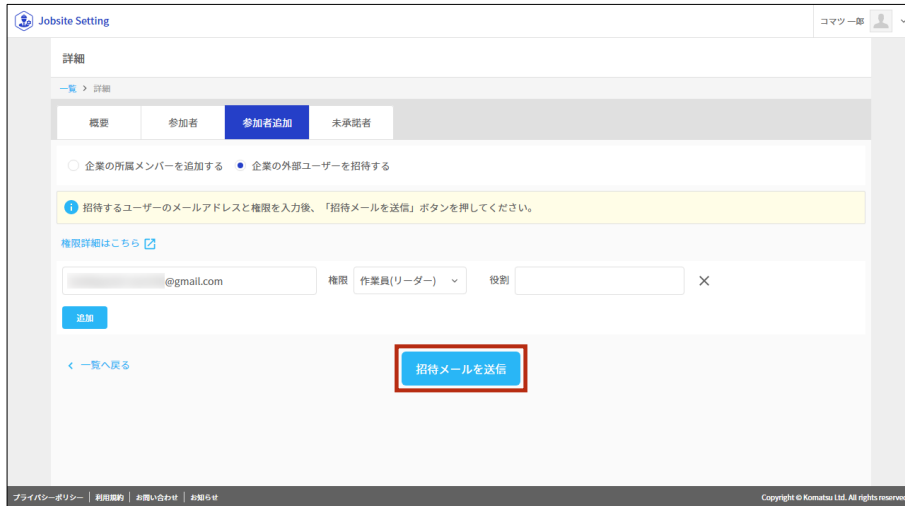 Jobsite Setting
コマツ 一郎
詳細
一覧 > 詳細
概要 参加者 参加者追加 未承諾者
企業の所属メンバーを追加する 企業の外部ユーザーを招待する
招待するユーザーのメールアドレスと権限を入力後、「招待メールを送信」ボタンを押してください。
権限詳細はこちら
@gmail.com 権限 作業員(リーダー) 役割
追加
一覧へ戻る
招待メールを送信
プライバシーポリシー | 利用規約 | お問い合わせ | お知らせ
Copyright © Komatsu Ltd. All rights reserved